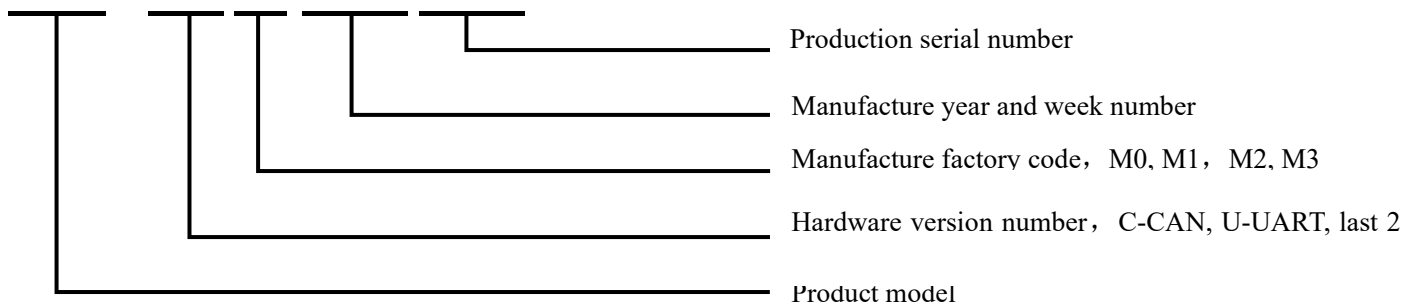 Production serial number
Manufacture year and week number
Manufacture factory code，M0, M1，M2, M3
Hardware version number，C-CAN, U-UART, last 2
Product model